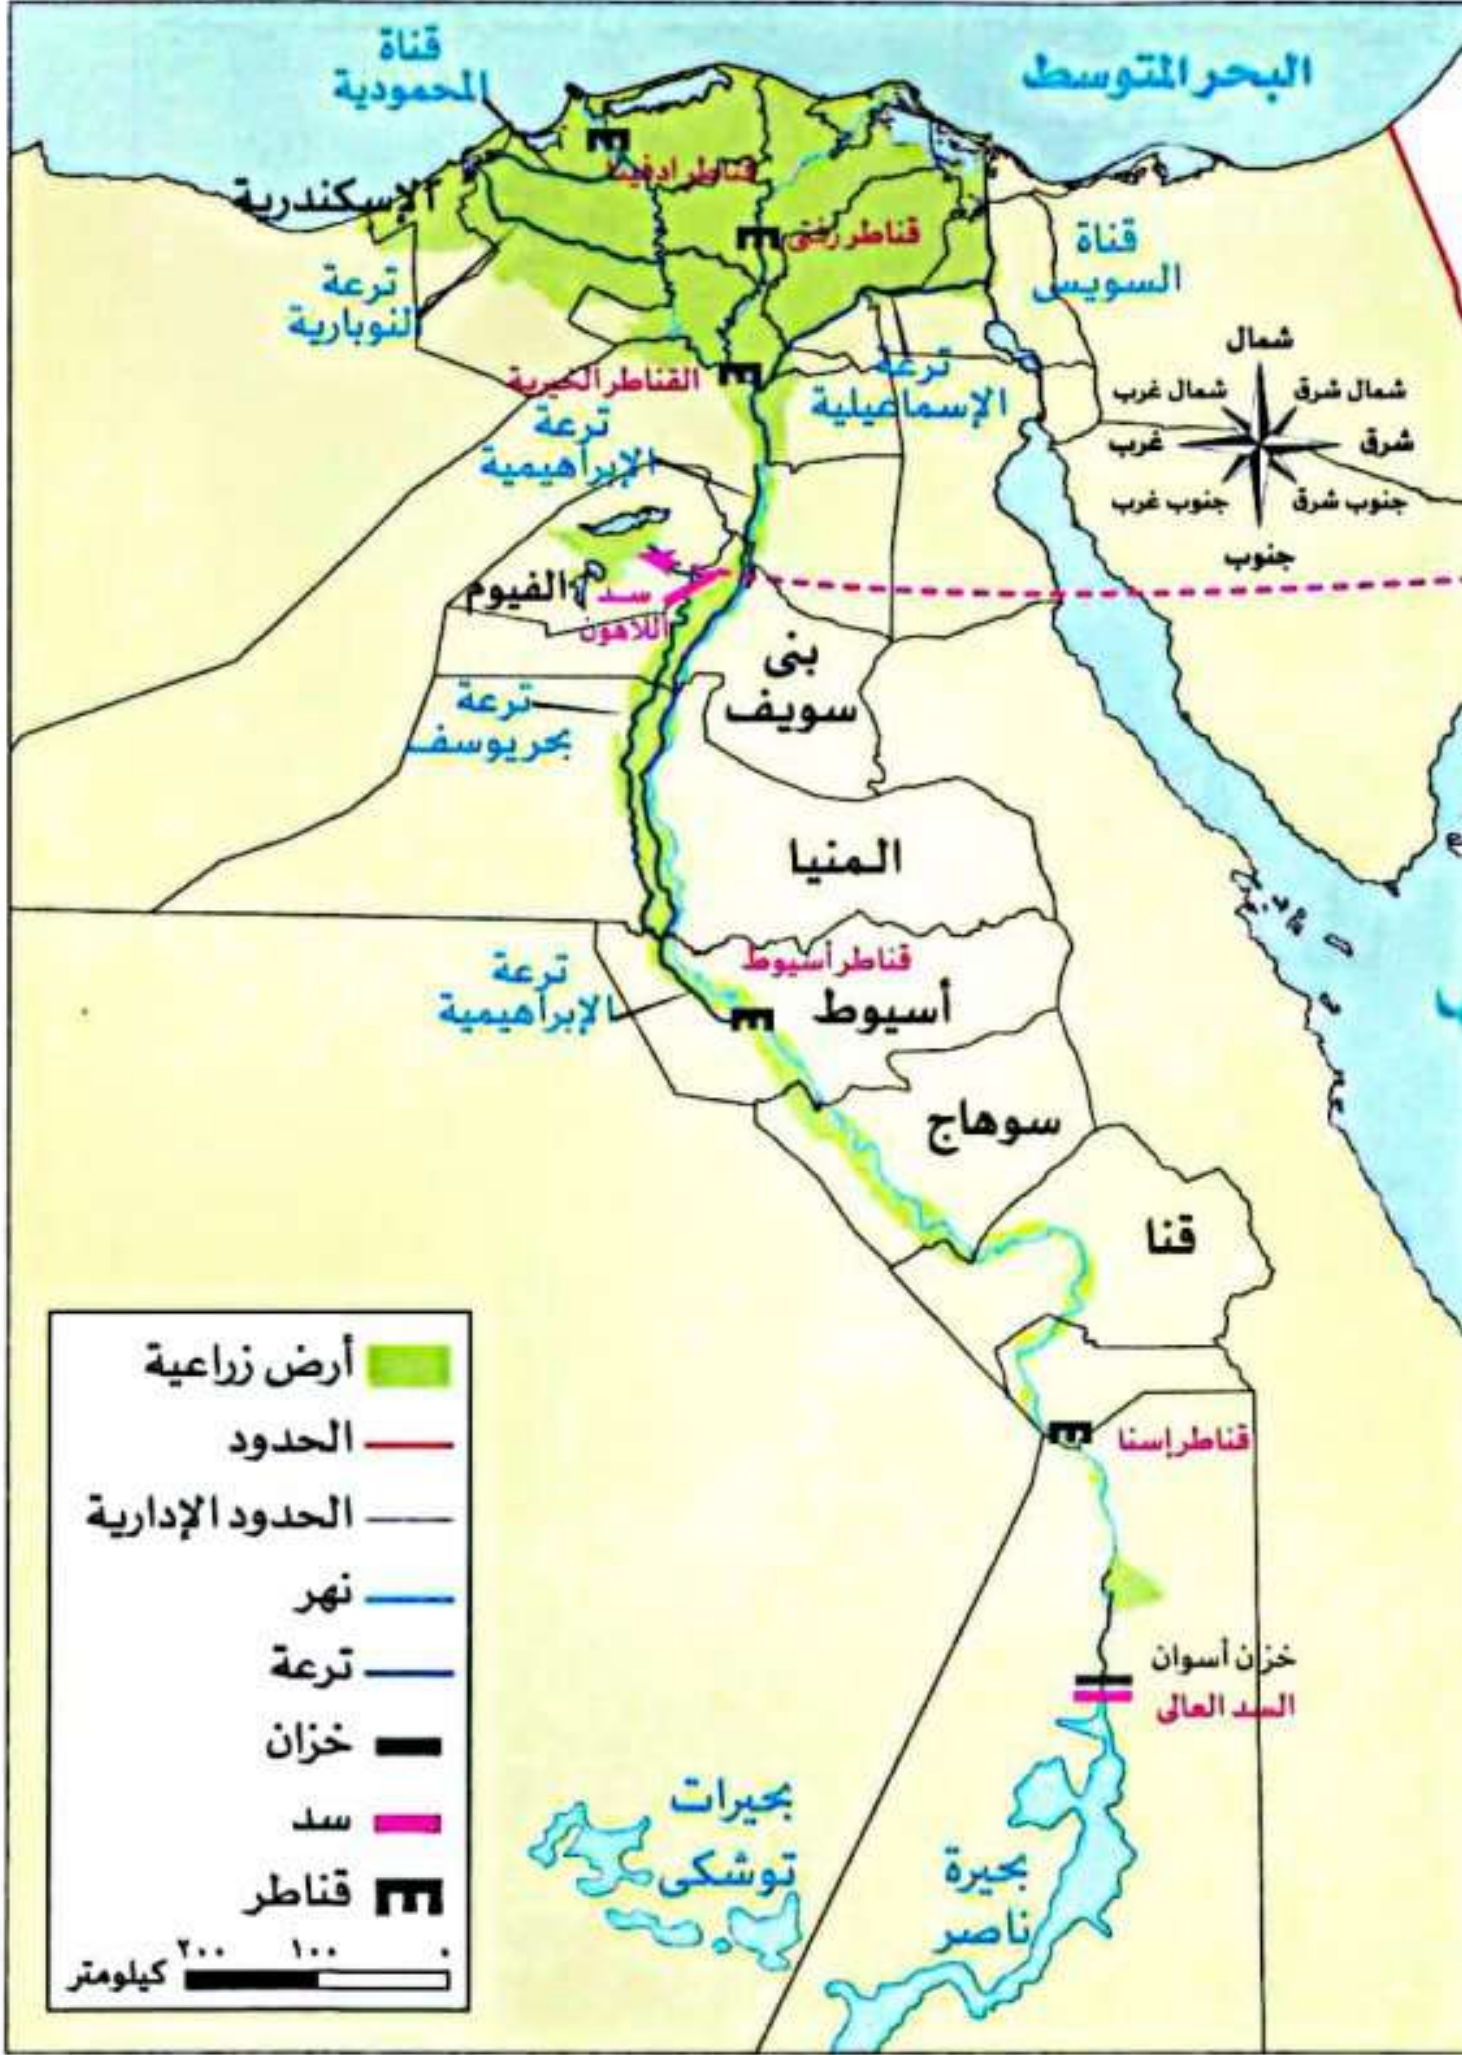 قناة
المحمودية
البحر المتوسط
قناطر ادفينا
الإسكندرية
قناطر زفتى
قناة
السويس
ترعة
النوبارية
القناطر الخيرية
ترعة
الإسماعيلية
شمال
شمال غرب
شمال شرق
غرب
شرق
جنوب غرب
جنوب شرق
جنوب
ترعة
الإبراهيمية
الفيوم
سد
اللاهون
بنى
سويف
ترعة
بحر يوسف
المنيا
قناطر أسيوط
أسيوط
ترعة
الإبراهيمية
سوهاج
قنا
قناطر إسنا
خزان أسوان
السد العالى
بحيرات
توشكى
بحيرة
ناصر
أرض زراعية
الحدود
الحدود الإدارية
نهر
ترعة
خزان
سد
قناطر
٢٠٠ ١٠٠ ٠
كيلومتر